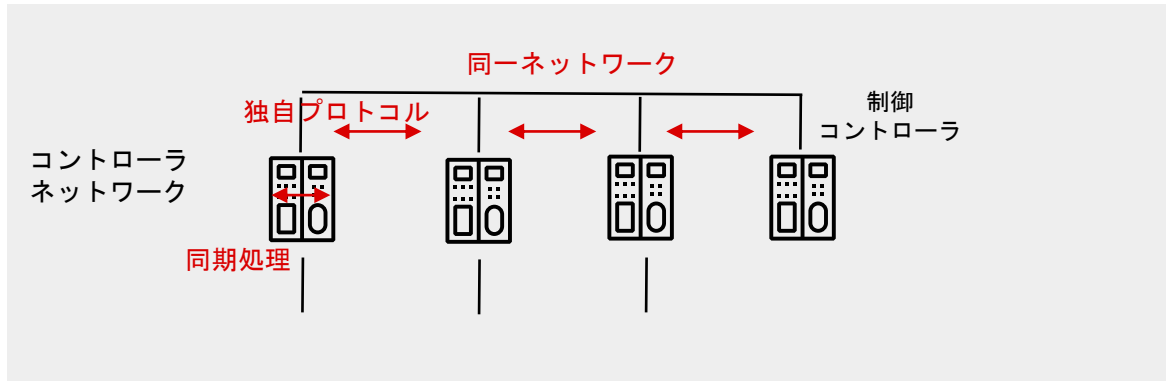 同一ネットワーク
独自プロトコル
制御
コントローラ
コントローラ
ネットワーク
同期処理